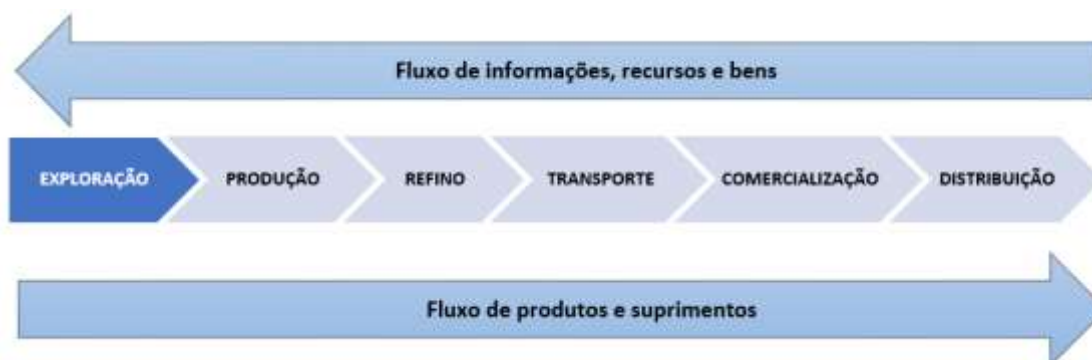 Fluxo de informações, recursos e bens
EXPLORAÇÃO PRODUÇÃO REFINO TRANSPORTE COMERCIALIZAÇÃO DISTRIBUIÇÃO
Fluxo de produtos e suprimentos